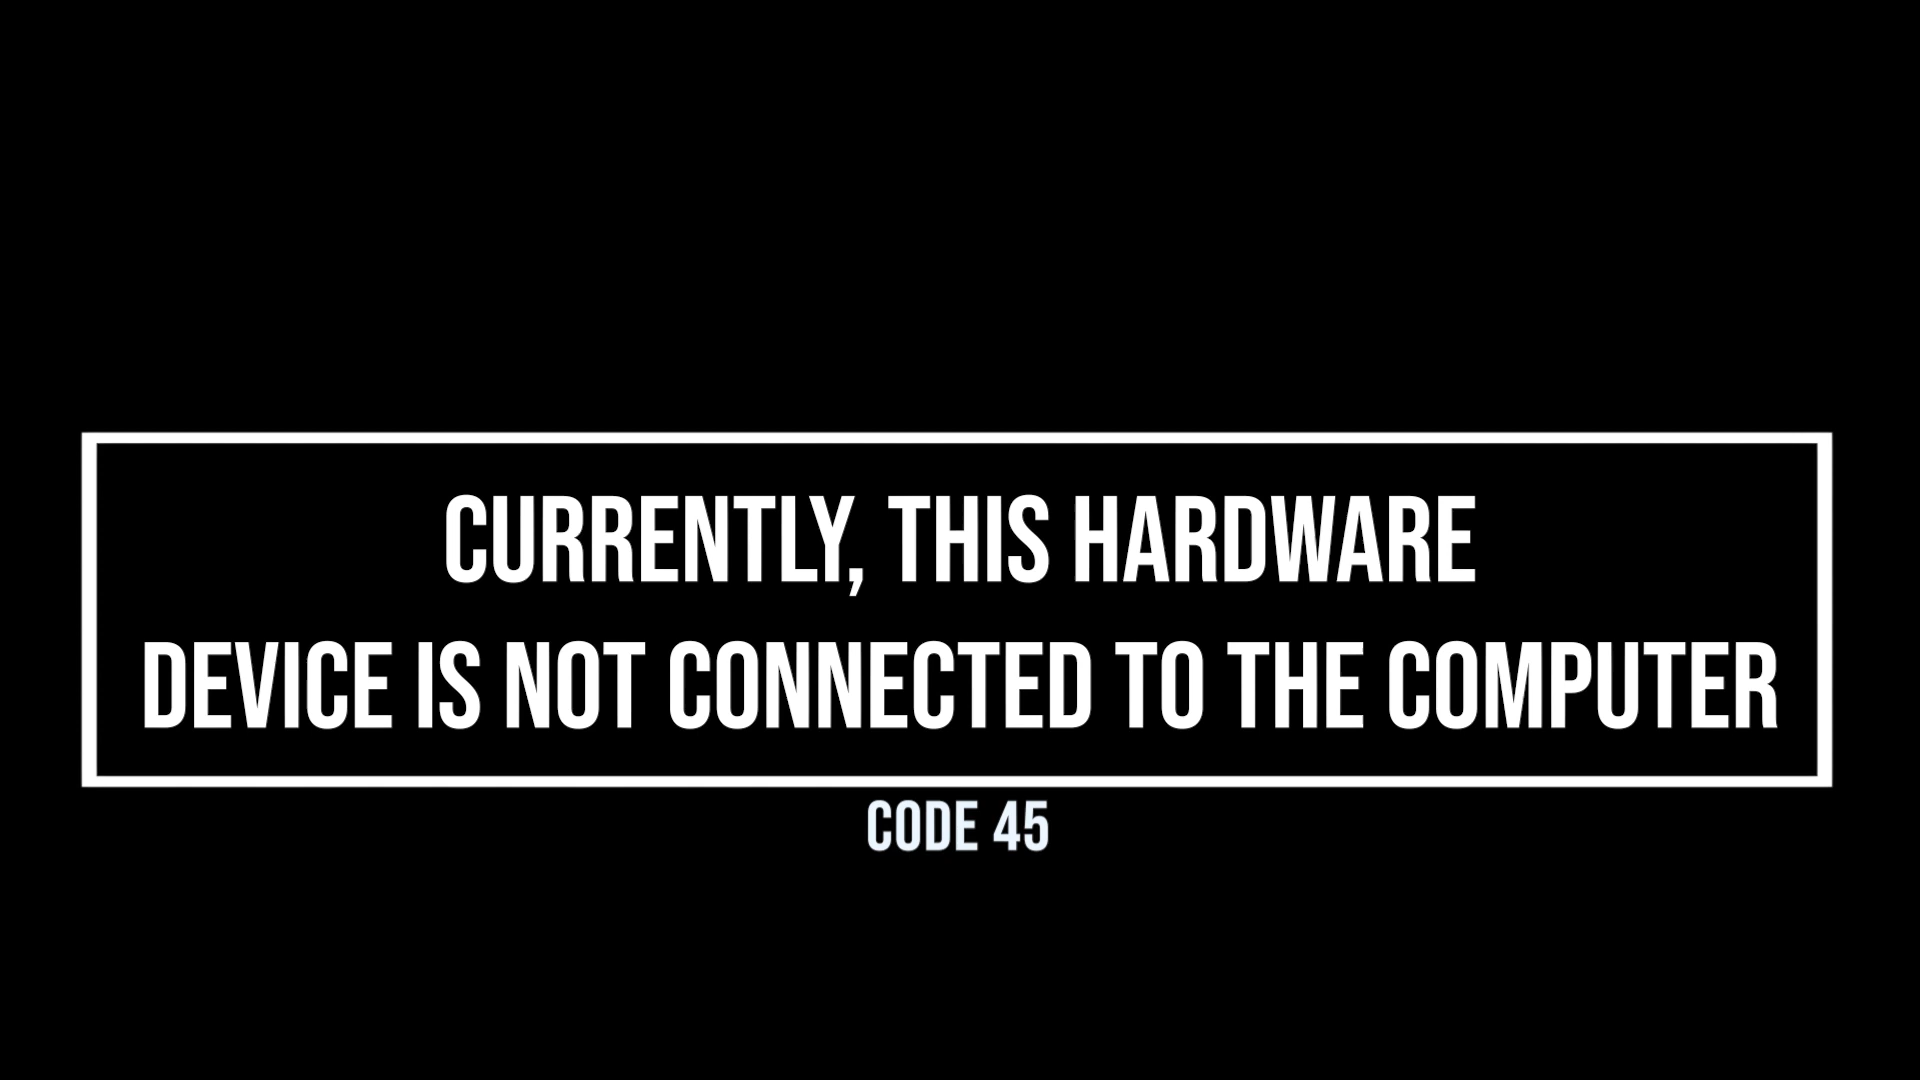 CURRENTLY, THIS HARDWARE
DEVICE IS NOT CONNECTED TO THE COMPUTER
CODE 45